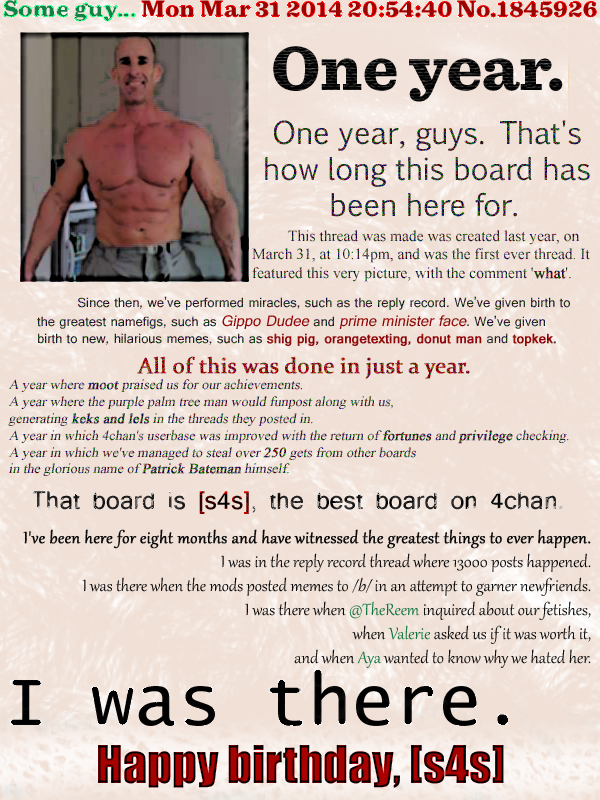 Some guy... Mon Mar 31 2014 20:54:40 No.1845926
One year.
One year, guys. That's
how long this board has
been here for.
This thread was made was created last year, on
March 31, at 10:14pm, and was the first ever thread. It
featured this very picture, with the comment 'what'.
Since then, we've performed miracles, such as the reply record. We've given birth to
the greatest namefigs, such as Gippo Dudee and prime minister face. We've given
birth to new, hilarious memes, such as shig pig, orangetexting, donut man and topkek.
All of this was done in just a year.
A year where moot praised us for our achievements.
A year where the purple palm tree man would funpost along with us,
generating keks and lels in the threads they posted in.
A year in which 4chan's userbase was improved with the return of fortunes and privilege checking.
A year in which we've managed to steal over 250 gets from other boards
in the glorious name of Patrick Bateman himself.
That board is [s4s], the best board on 4chan.
I've been here for eight months and have witnessed the greatest things to ever happen.
I was in the reply record thread where 13000 posts happened.
I was there when the mods posted memes to /b/ in an attempt to garner newfriends.
I was there when @TheReem inquired about our fetishes,
when Valerie asked us if it was worth it,
and when Aya wanted to know why we hated her.
I was there.
Happy birthday, [s4s]